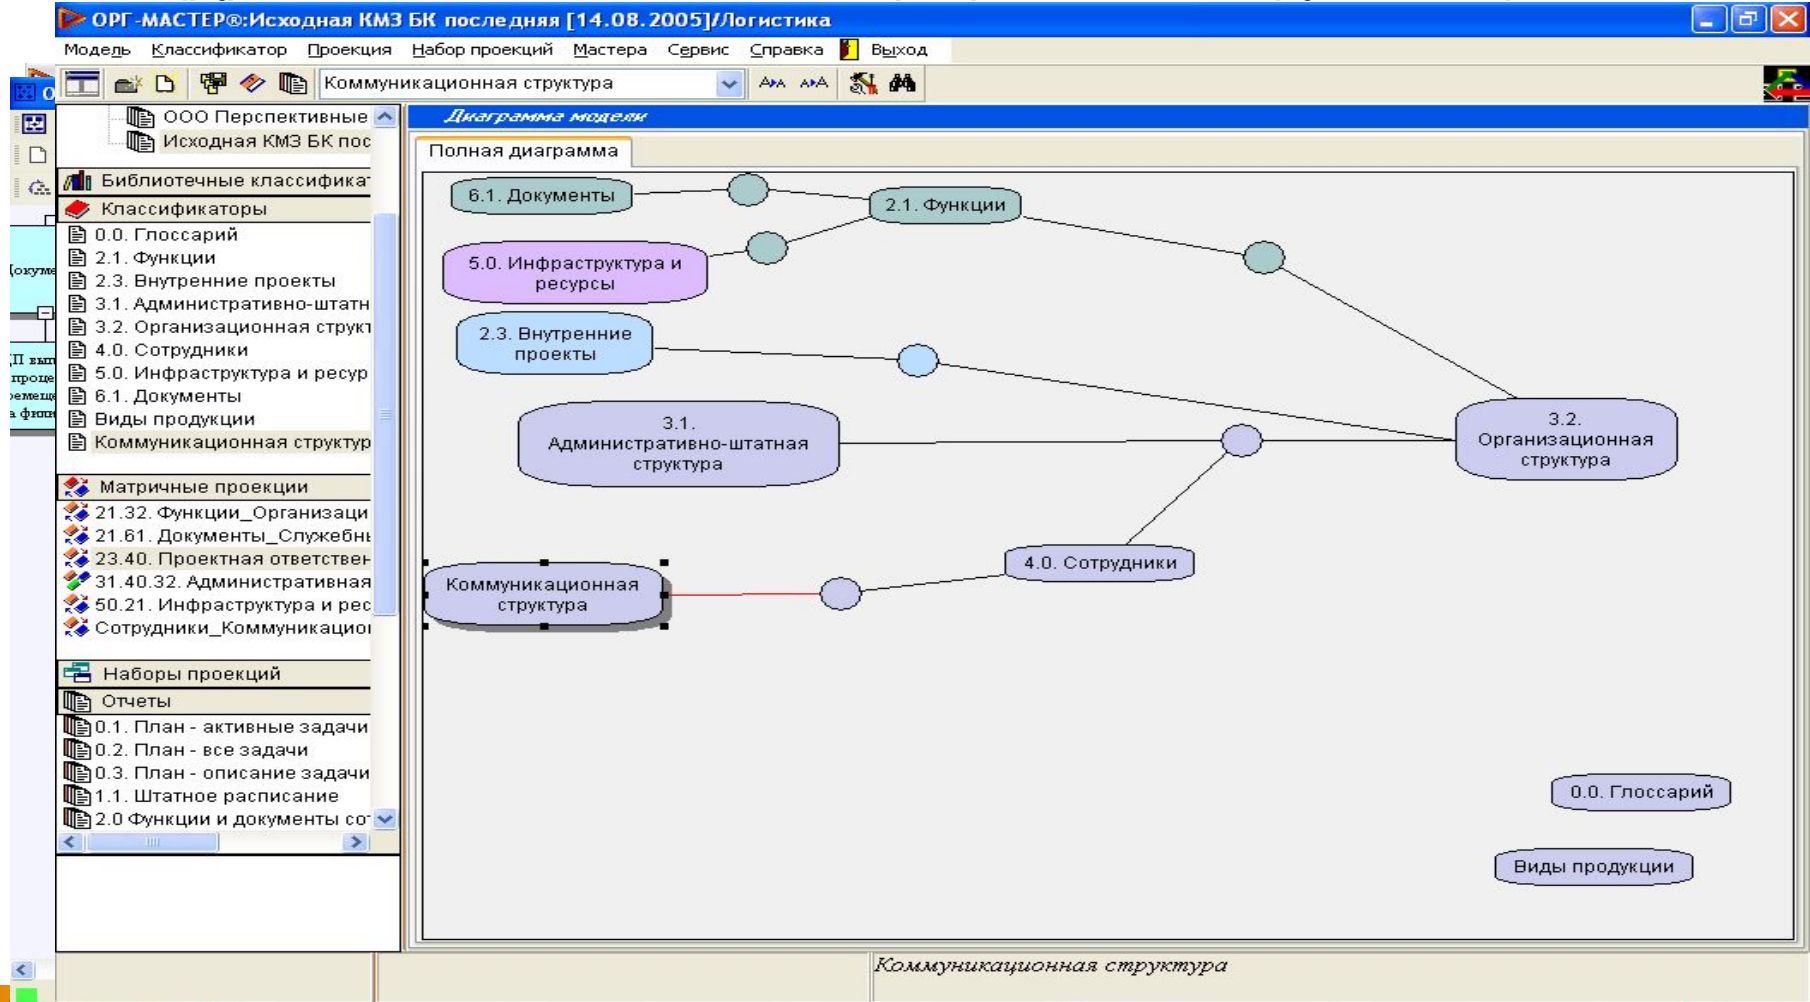 ОРГ-МАСТЕР®:Исходная КМЗ БК последняя [14.08.2005]/Логистика
Модель Классификатор Проекция Набор проекций Мастера Сервис Справка Выход
Коммуникационная структура
ООО Перспективные
Исходная КМЗ БК пос
Библиотечные классифика
Классификаторы
0.0. Глоссарий
2.1. Функции
2.3. Внутренние проекты
3.1. Административно-штатн
3.2. Организационная структ
4.0. Сотрудники
5.0. Инфраструктура и ресур
6.1. Документы
Виды продукции
Коммуникационная структур
Матричные проекции
21.32. Функции_Организаци
21.61. Документы_Служебны
23.40. Проектная ответствен
31.40.32. Административная
50.21. Инфраструктура и рес
Сотрудники_Коммуникацио
Наборы проекций
Отчеты
0.1. План - активные задачи
0.2. План - все задачи
0.3. План - описание задачи
1.1. Штатное расписание
2.0 Функции и документы со
Диаграмма модели
Полная диаграмма
6.1. Документы
2.1. Функции
5.0. Инфраструктура и
ресурсы
2.3. Внутренние
проекты
3.1.
Административно-штатная
структура
3.2.
Организационная
структура
4.0. Сотрудники
Коммуникационная
структура
0.0. Глоссарий
Виды продукции
Коммуникационная структура